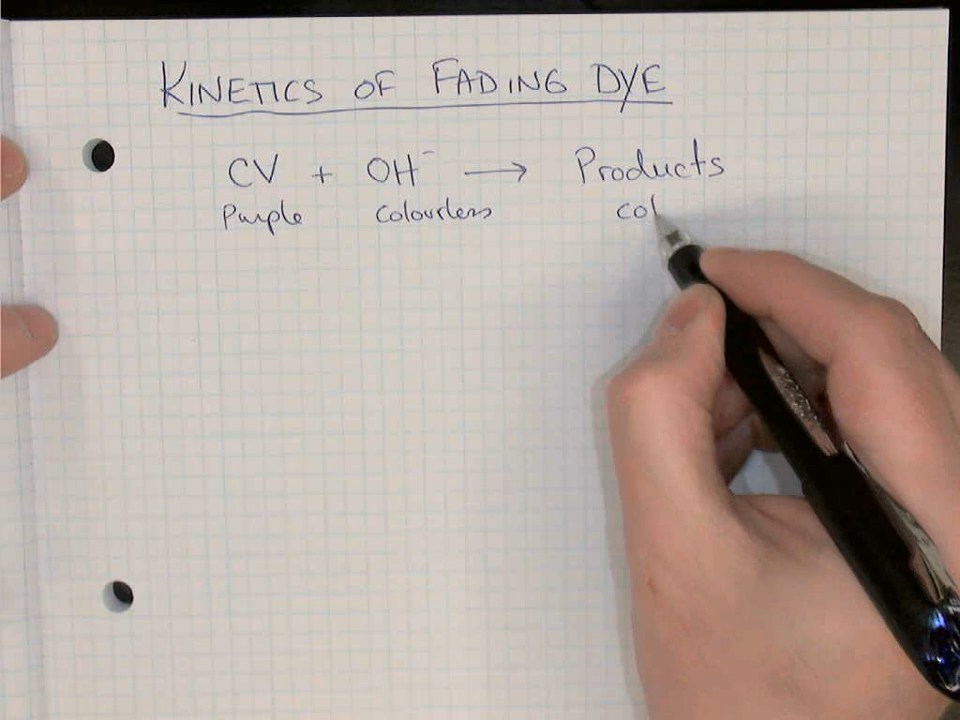 KINETICS OF FADING DYE
CV + OH⁻ ⟶ Products
Purple colourless col